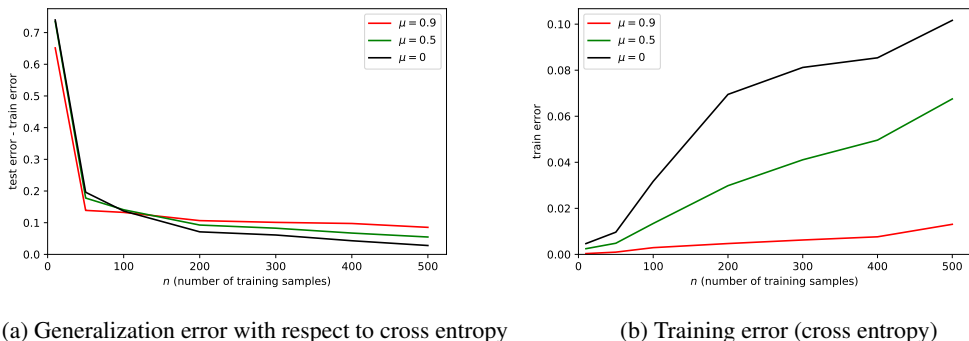 μ = 0.9
μ = 0.5
μ = 0
test error - train error
0.7
0.6
0.5
0.4
0.3
0.2
0.1
0.0
0
100
200
300
400
500
n (number of training samples)
(a) Generalization error with respect to cross entropy
μ = 0.9
μ = 0.5
μ = 0
train error
0.10
0.08
0.06
0.04
0.02
0.00
0
100
200
300
400
500
n (number of training samples)
(b) Training error (cross entropy)